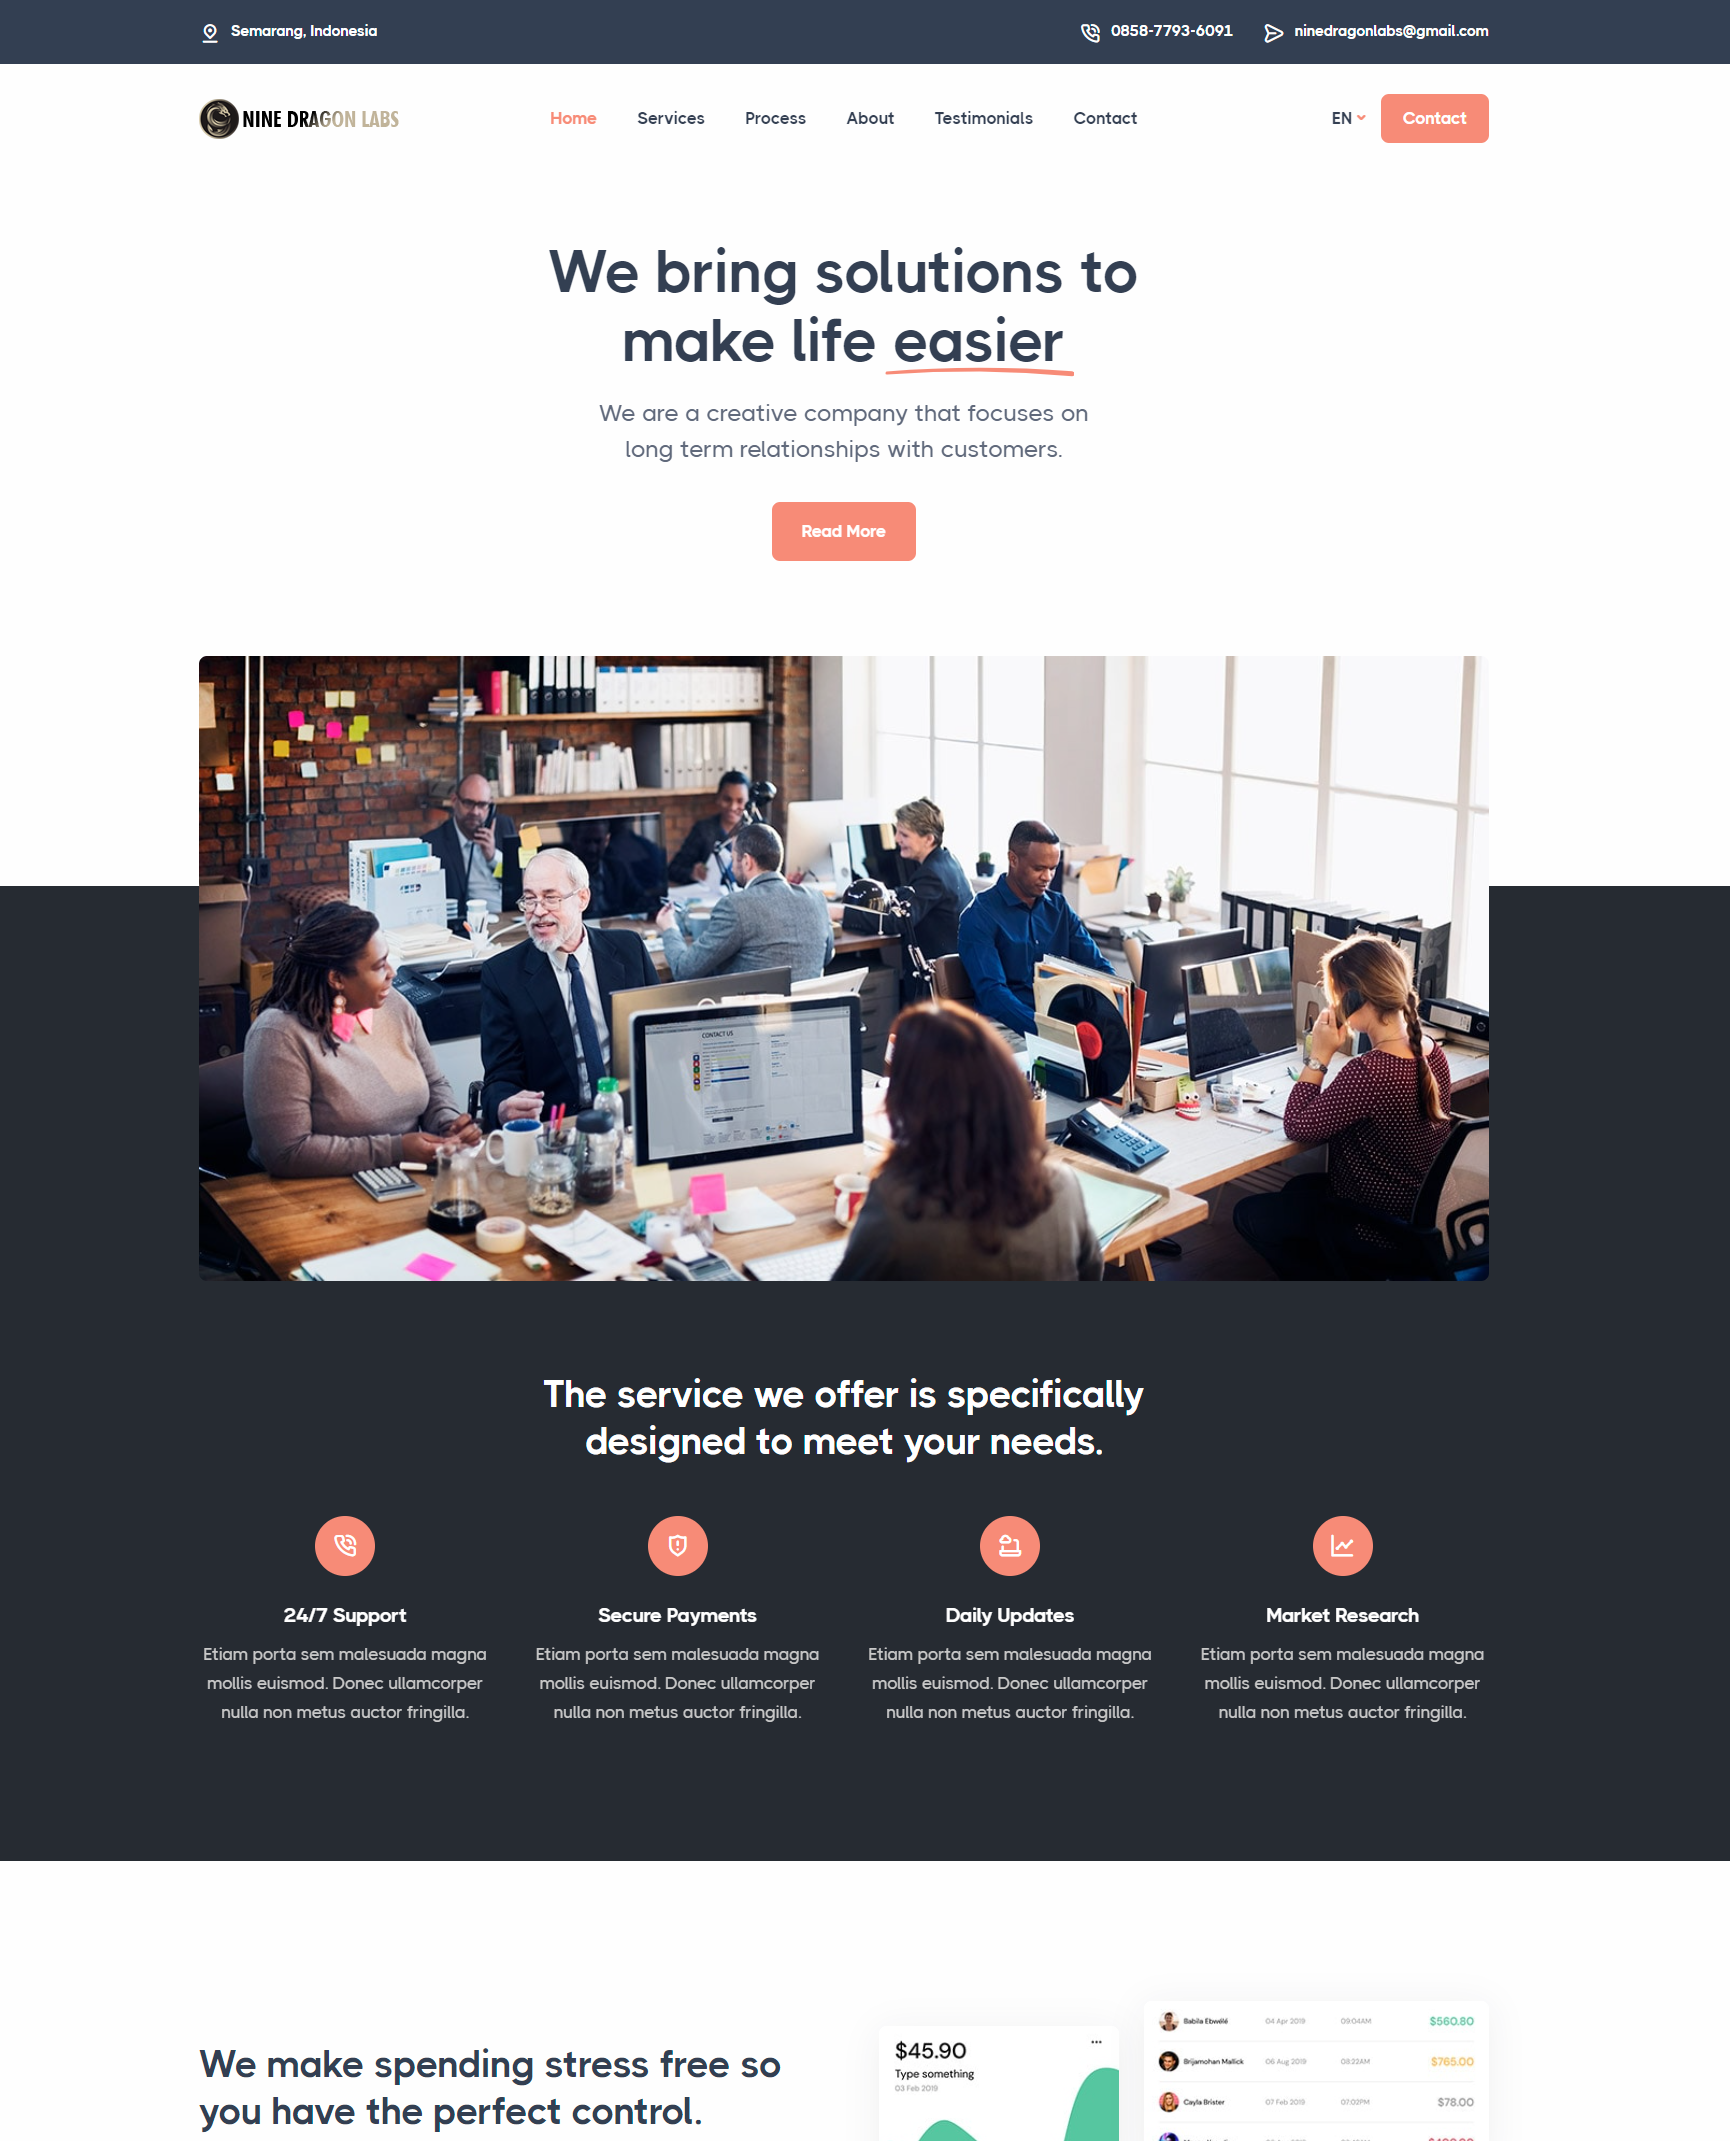 Semarang, Indonesia
0858-7793-6091
ninedragonlabs@gmail.com
NINE DRAGON LABS
Home
Services
Process
About
Testimonials
Contact
EN
Contact
We bring solutions to
make life easier
We are a creative company that focuses on
long term relationships with customers.
Read More
CONTACT US
The service we offer is specifically
designed to meet your needs.
24/7 Support
Etiam porta sem malesuada magna
mollis euismod. Donec ullamcorper
nulla non metus auctor fringilla.
Secure Payments
Etiam porta sem malesuada magna
mollis euismod. Donec ullamcorper
nulla non metus auctor fringilla.
Daily Updates
Etiam porta sem malesuada magna
mollis euismod. Donec ullamcorper
nulla non metus auctor fringilla.
Market Research
Etiam porta sem malesuada magna
mollis euismod. Donec ullamcorper
nulla non metus auctor fringilla.
We make spending stress free so
you have the perfect control.
$45.90
Type something
03 Feb 2019
Babila Ebwélé 04 Apr 2019 09:04AM $560.80
Brijamohan Mallick 06 Aug 2019 08:22AM $765.00
Cayla Brister 07 Feb 2019 07:02PM $78.00